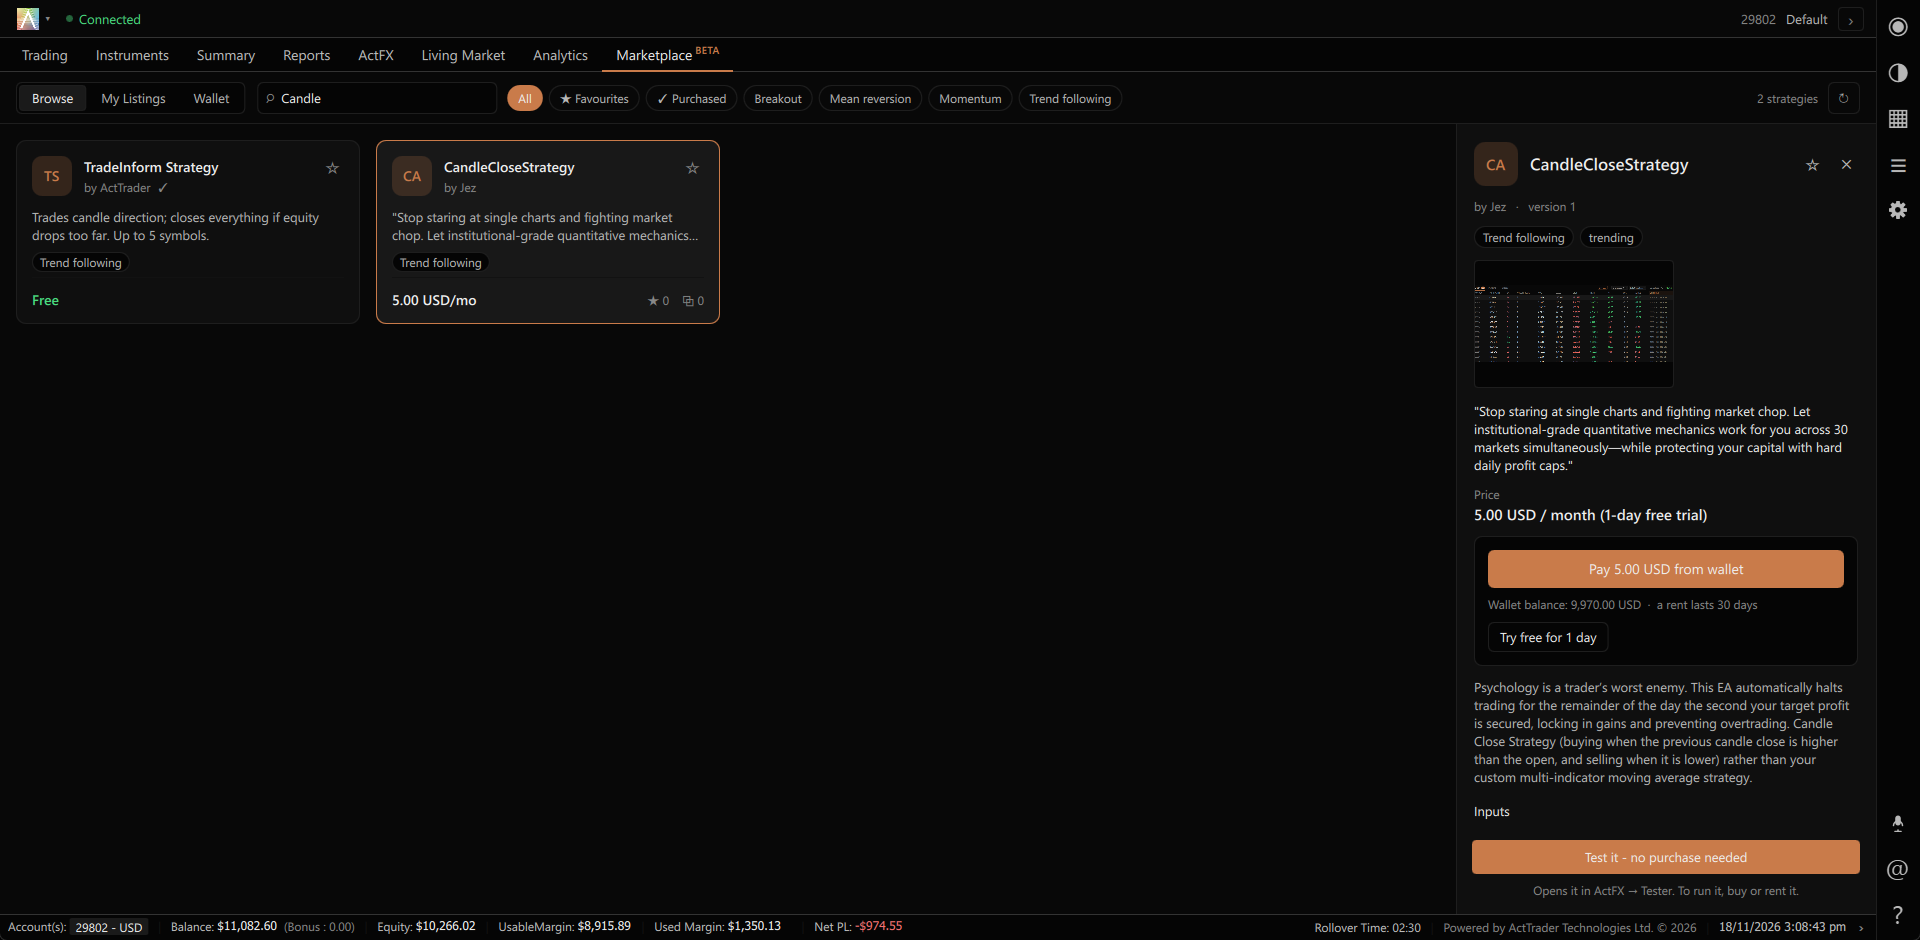 Connected
29802 Default
Trading Instruments Summary Reports ActFX Living Market Analytics Marketplace BETA
Browse My Listings Wallet Candle All ★ Favourites ✓ Purchased Breakout Mean reversion Momentum Trend following 2 strategies
TS TradeInform Strategy
by ActTrader ✓
Trades candle direction; closes everything if equity
drops too far. Up to 5 symbols.
Trend following
Free
CA CandleCloseStrategy
by Jez
"Stop staring at single charts and fighting market
chop. Let institutional-grade quantitative mechanics...
Trend following
5.00 USD/mo ★ 0 0
CA CandleCloseStrategy
by Jez · version 1
Trend following trending
"Stop staring at single charts and fighting market chop. Let
institutional-grade quantitative mechanics work for you across 30
markets simultaneously—while protecting your capital with hard
daily profit caps."
Price
5.00 USD / month (1-day free trial)
Pay 5.00 USD from wallet
Wallet balance: 9,970.00 USD · a rent lasts 30 days
Try free for 1 day
Psychology is a trader's worst enemy. This EA automatically halts
trading for the remainder of the day the second your target profit
is secured, locking in gains and preventing overtrading. Candle
Close Strategy (buying when the previous candle close is higher
than the open, and selling when it is lower) rather than your
custom multi-indicator moving average strategy.
Inputs
Test it - no purchase needed
Opens it in ActFX → Tester. To run it, buy or rent it.
Account(s): 29802 - USD Balance: $11,082.60 (Bonus : 0.00) Equity: $10,266.02 UsableMargin: $8,915.89 Used Margin: $1,350.13 Net PL: -$974.55 Rollover Time: 02:30 Powered by ActTrader Technologies Ltd. © 2026 18/11/2026 3:08:43 pm